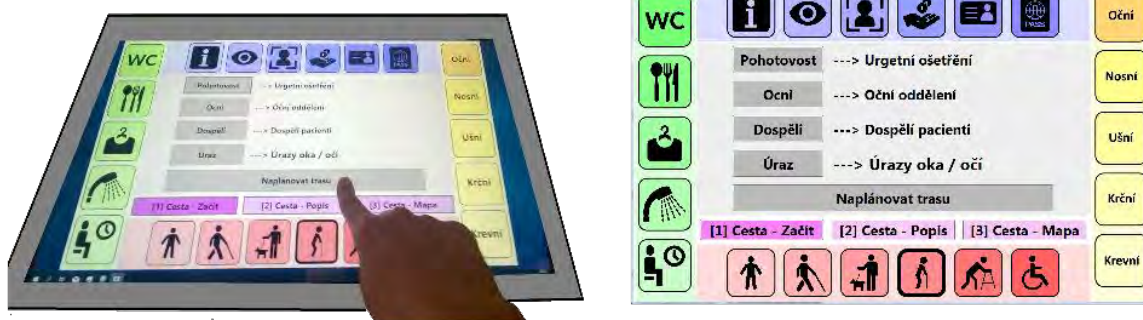 WC
Oční
Pohotovost ---> Urgetní ošetření
Nosní
Ocni ---> Oční oddělení
Dospělí ---> Dospělí pacienti
Ušní
Úraz ---> Úrazy oka / očí
Naplánovat trasu
Krční
[1] Cesta - Začít [2] Cesta - Popis [3] Cesta - Mapa
Krevní
WC
PASS
Oční
Pohotovost ---> Urgetní ošetření
Nosní
Ocni ---> Oční oddělení
Dospělí ---> Dospělí pacienti
Ušní
Úraz ---> Úrazy oka / očí
Naplánovat trasu
Krční
[1] Cesta - Začít [2] Cesta - Popis [3] Cesta - Mapa
Krevní